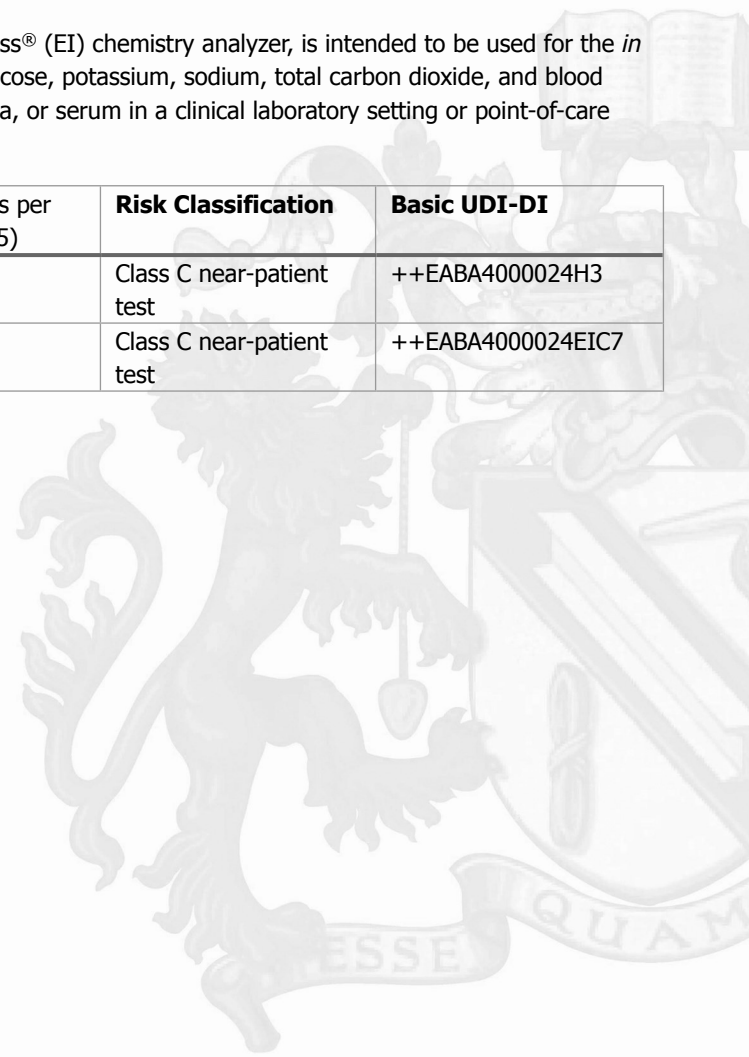 ss® (EI) chemistry analyzer, is intended to be used for the in
cose, potassium, sodium, total carbon dioxide, and blood
a, or serum in a clinical laboratory setting or point-of-care
s per Risk Classification Basic UDI-DI
5)
Class C near-patient ++EABA4000024H3
test
Class C near-patient ++EABA4000024EIC7
test
ESSE QUAM